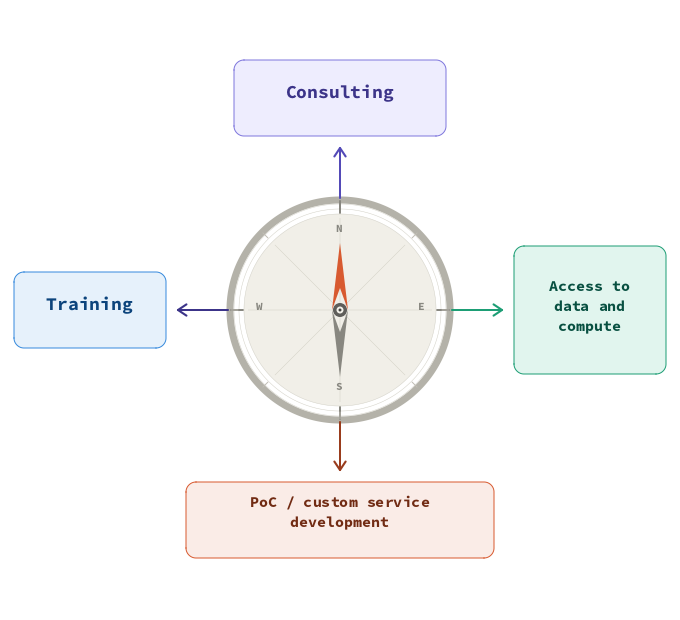 Consulting
N
W
E
S
Training
Access to
data and
compute
PoC / custom service
development